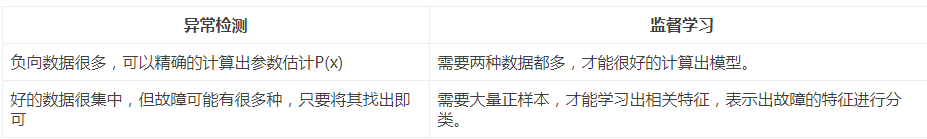 异常检测 监督学习
负向数据很多，可以精确的计算出参数估计P(x) 需要两种数据都多，才能很好的计算出模型。
好的数据很集中，但故障可能有很多种，只要将其找出即 需要大量正样本，才能学习出相关特征，表示出故障的特征进行分
可 类。